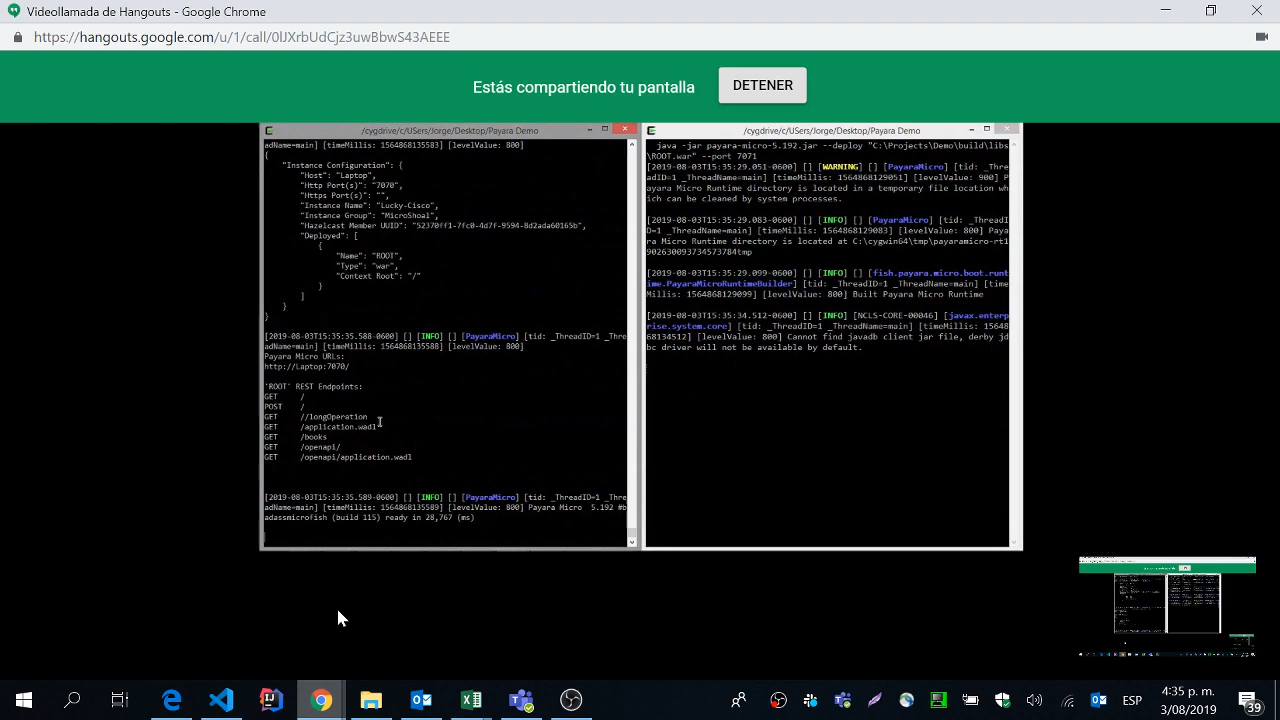 Videollamada de Hangouts - Google Chrome
https://hangouts.google.com/u/1/call/0lJXrbUdCjz3uwBbwS43AEEE
Estás compartiendo tu pantalla
DETENER
/cygdrive/c/USers/Jorge/Desktop/Payara Demo
adName=main] [timeMillis: 1564868135583] [levelValue: 800]
{
"Instance Configuration": {
"Host": "Laptop",
"Http Port(s)": "7070",
"Https Port(s)": "",
"Instance Name": "Lucky-Cisco",
"Instance Group": "MicroShoal",
"Hazelcast Member UUID": "52370ff1-7fc0-4d7f-9594-8d2ada60165b",
"Deployed": [
{
"Name": "ROOT",
"Type": "war",
"Context Root": "/"
}
]
}
}
[2019-08-03T15:35:35.588-0600] [] [INFO] [] [PayaraMicro] [tid: _ThreadID=1 _Thre
adName=main] [timeMillis: 1564868135588] [levelValue: 800]
Payara Micro URLs:
http://Laptop:7070/
'ROOT' REST Endpoints:
GET /
POST /
GET //longOperation
GET /application.wadl
GET /books
GET /openapi/
GET /openapi/application.wadl
[2019-08-03T15:35:35.589-0600] [] [INFO] [] [PayaraMicro] [tid: _ThreadID=1 _Thre
adName=main] [timeMillis: 1564868135589] [levelValue: 800] Payara Micro 5.192 #b
adassmicrofish (build 115) ready in 28,767 (ms)
/cygdrive/c/USers/Jorge/Desktop/Payara Demo
java -jar payara-micro-5.192.jar --deploy "C:\Projects\Demo\build\libs
\ROOT.war" --port 7071
[2019-08-03T15:35:29.051-0600] [] [WARNING] [] [PayaraMicro] [tid: _ThreadI
D=1 _ThreadName=main] [timeMillis: 1564868129051] [levelValue: 900] P
ayara Micro Runtime directory is located in a temporary file location wh
ich can be cleaned by system processes.
[2019-08-03T15:35:29.083-0600] [] [INFO] [] [PayaraMicro] [tid: _ThreadI
D=1 _ThreadName=main] [timeMillis: 1564868129083] [levelValue: 800] Paya
ra Micro Runtime directory is located at C:\cygwin64\tmp\payaramicro-rt1
902630093734573784tmp
[2019-08-03T15:35:29.099-0600] [] [INFO] [] [fish.payara.micro.boot.runt
ime.PayaraMicroRuntimeBuilder] [tid: _ThreadID=1 _ThreadName=main] [time
Millis: 1564868129099] [levelValue: 800] Built Payara Micro Runtime
[2019-08-03T15:35:34.512-0600] [] [INFO] [NCLS-CORE-00046] [javax.enterp
rise.system.core] [tid: _ThreadID=1 _ThreadName=main] [timeMillis: 15648
68134512] [levelValue: 800] Cannot find javadb client jar file, derby jd
bc driver will not be available by default.
ESP
4:35 p. m.
3/08/2019
39